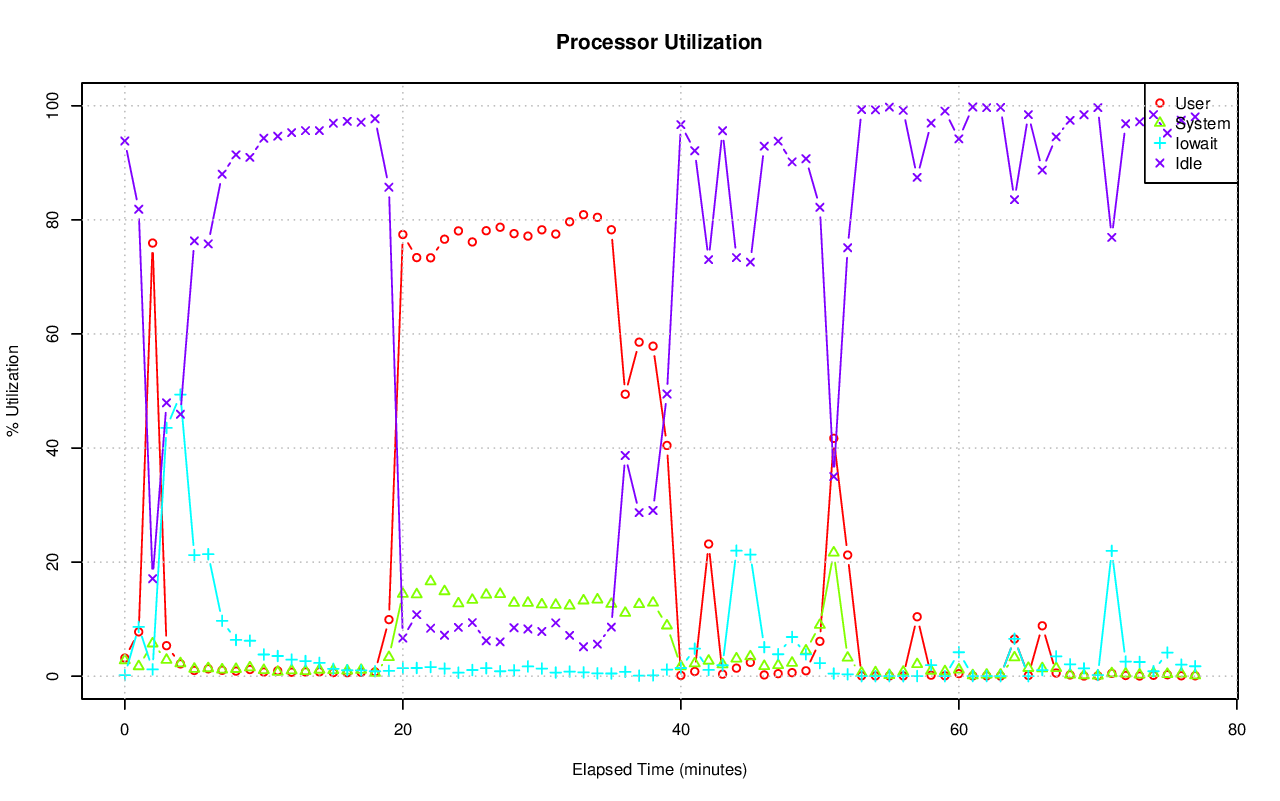 Processor Utilization
User
System
Iowait
Idle
% Utilization
100
80
60
40
20
0
0 20 40 60 80
Elapsed Time (minutes)